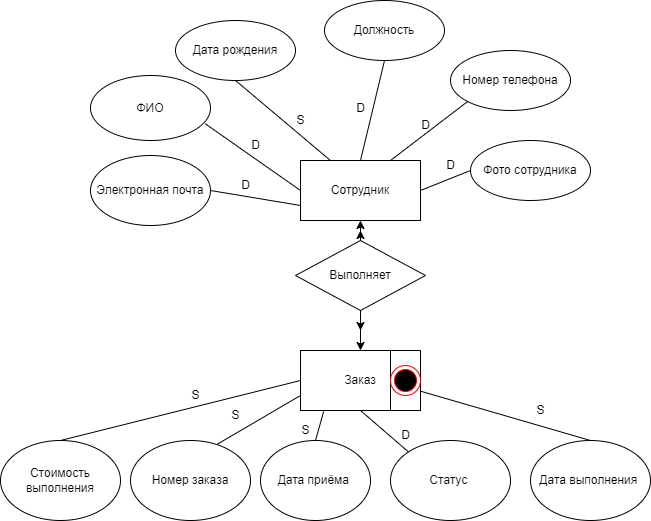 Должность
Дата рождения
Номер телефона
ФИО
S
D
D
D
D
Фото сотрудника
Электронная почта
D
Сотрудник
Выполняет
Заказ
S
S
S
D
S
Стоимость
выполнения
Номер заказа
Дата приёма
Статус
Дата выполнения